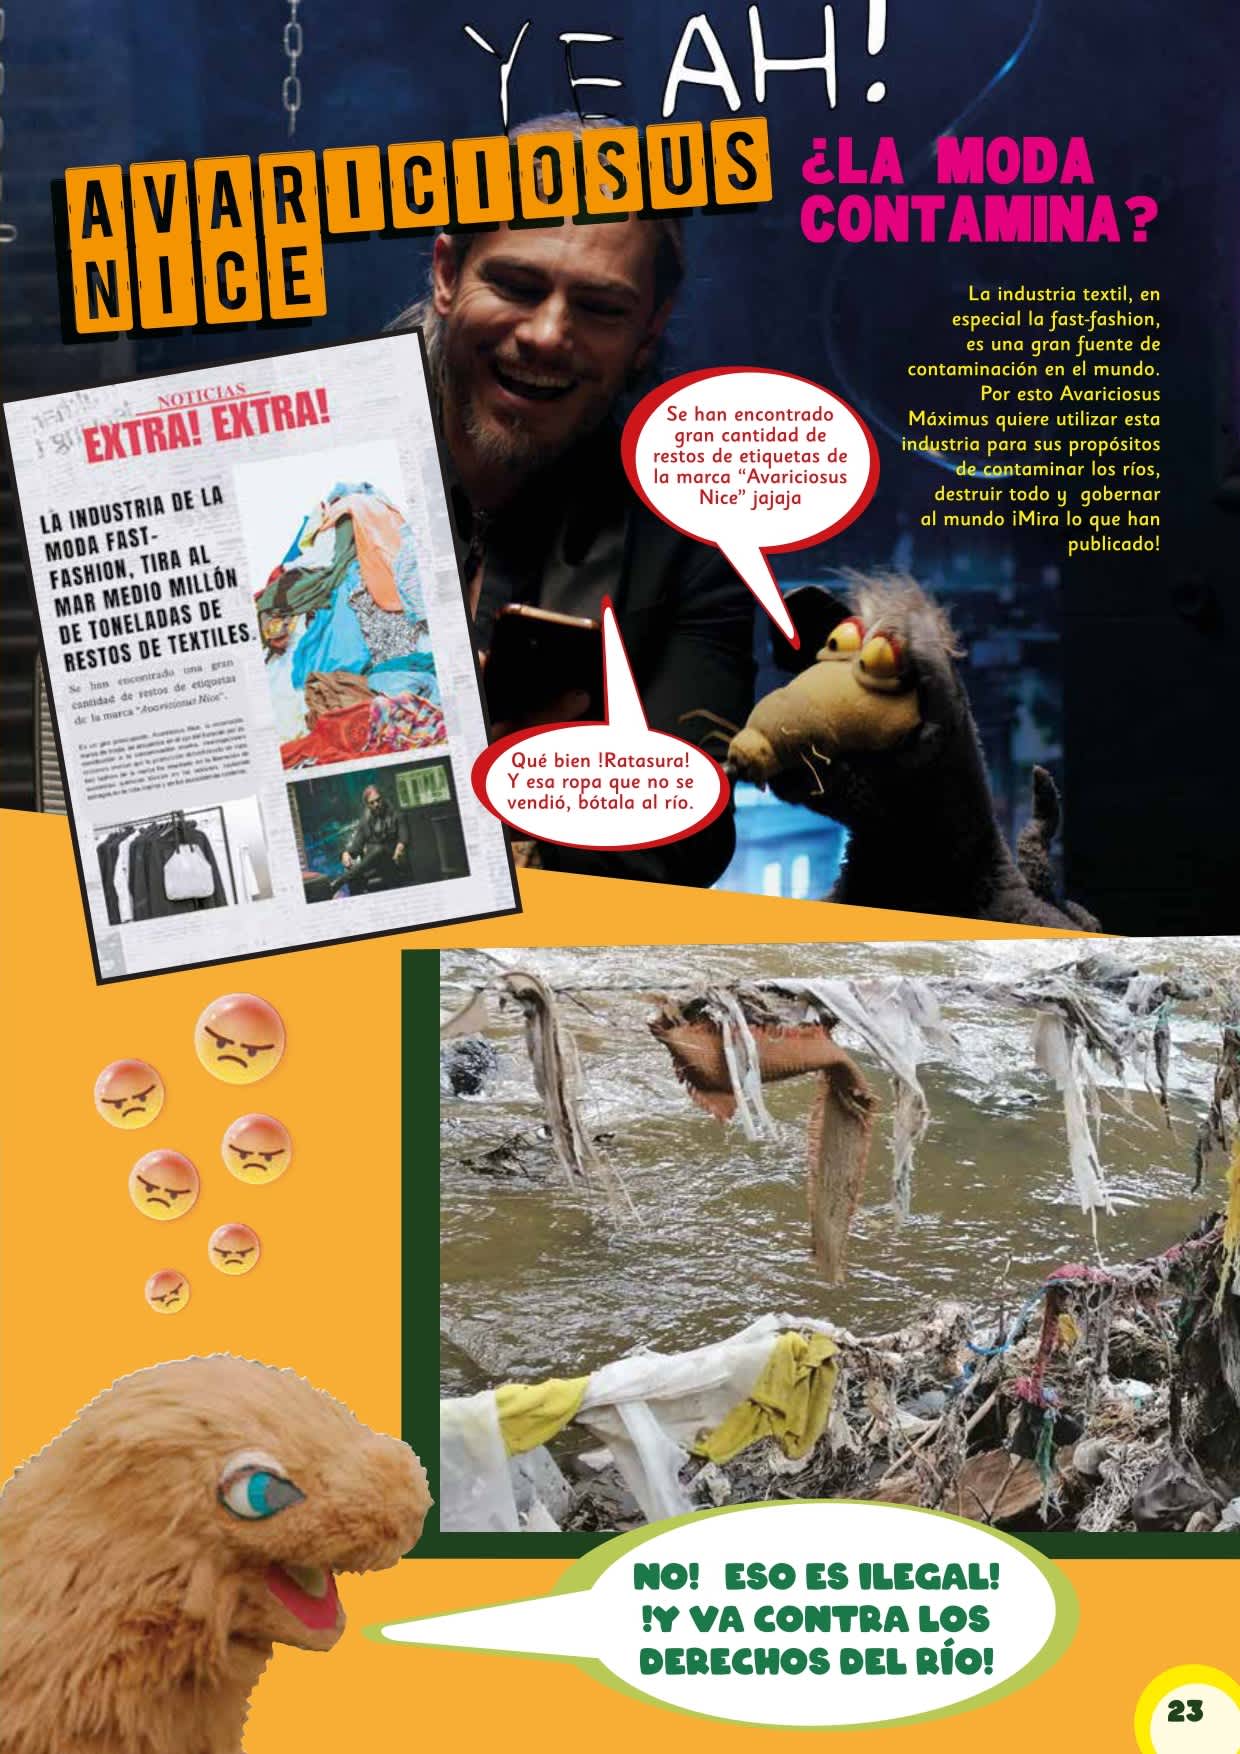 YEAH!
AVARICIOSUS
NICE
¿LA MODA
CONTAMINA?
La industria textil, en
especial la fast-fashion,
es una gran fuente de
contaminación en el mundo.
Por esto Avariciosus
Máximus quiere utilizar esta
industria para sus propósitos
de contaminar los ríos,
destruir todo y gobernar
al mundo ¡Mira lo que han
publicado!
NOTICIAS
EXTRA! EXTRA!
LA INDUSTRIA DE LA
MODA FAST-
FASHION, TIRA AL
MAR MEDIO MILLÓN
DE TONELADAS DE
RESTOS DE TEXTILES.
Se han encontrado una gran
cantidad de restos de etiquetas
de la marca "Avariciosus Nice".
Se han encontrado
gran cantidad de
restos de etiquetas de
la marca “Avariciosus
Nice” jajaja
Qué bien !Ratasura!
Y esa ropa que no se
vendió, bótala al río.
NO! ESO ES ILEGAL!
!Y VA CONTRA LOS
DERECHOS DEL RÍO!
23